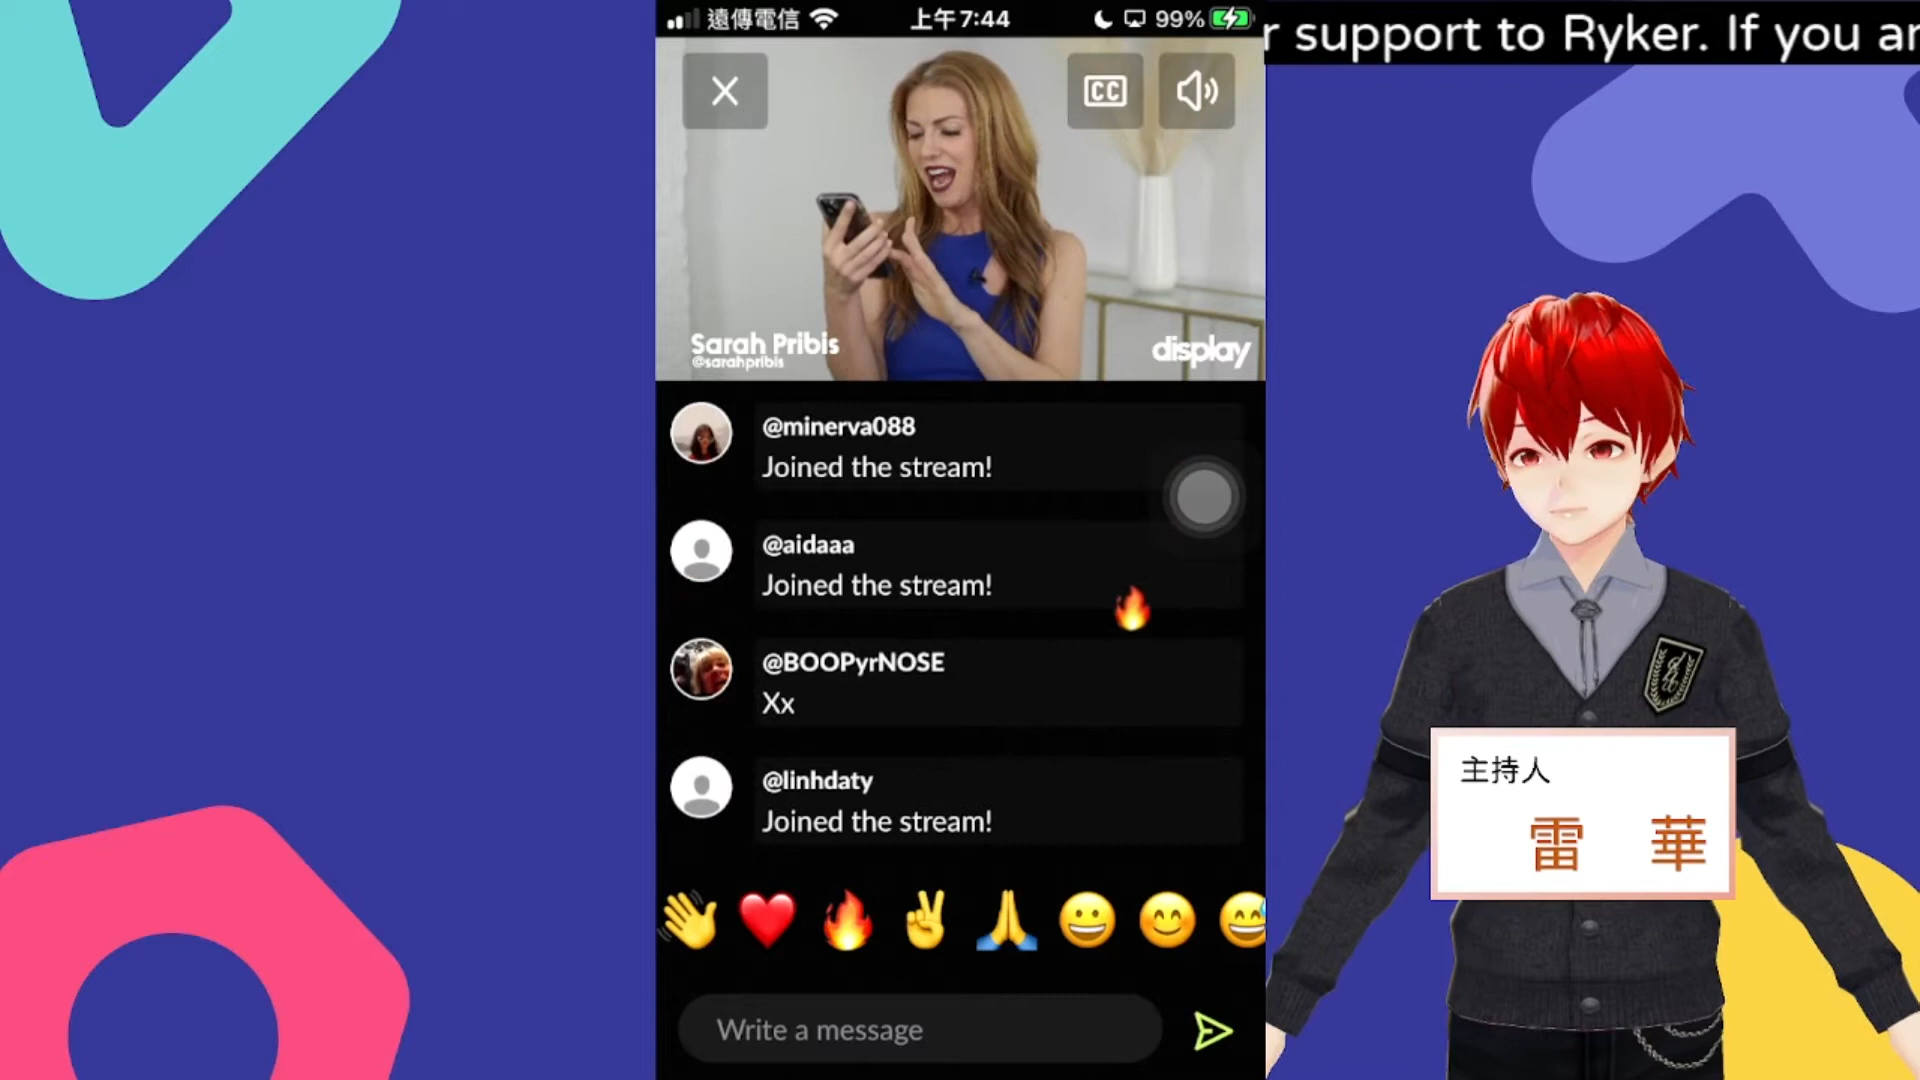 遠傳電信
上午7:44
99%
r support to Ryker. If you ar
CC
Sarah Pribis
@sarahpribis
display
@minerva088
Joined the stream!
@aidaaa
Joined the stream!
@BOOPyrNOSE
Xx
@linhdaty
Joined the stream!
Write a message
主持人
雷 華